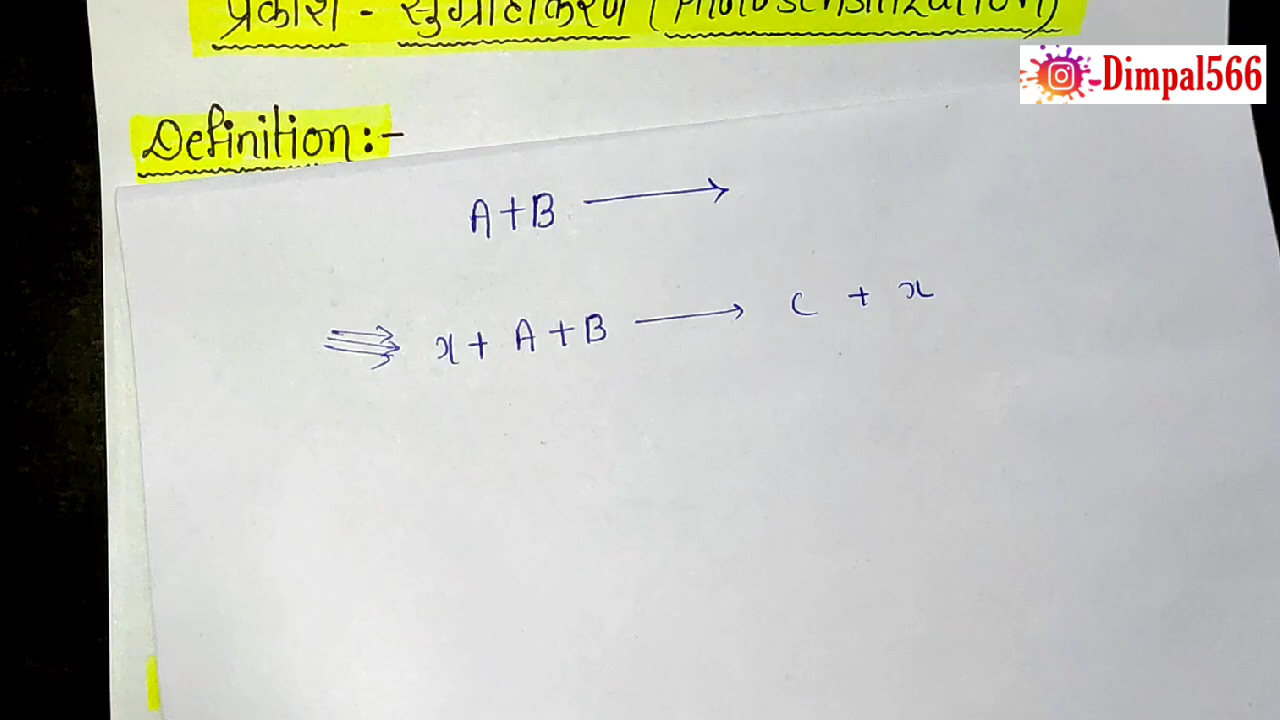 प्रकाश - सुग्राहीकरण (Photosensitization)
-Dimpal566
Definition:-
A+B ⟶
⇛ x + A + B ⟶ C + x